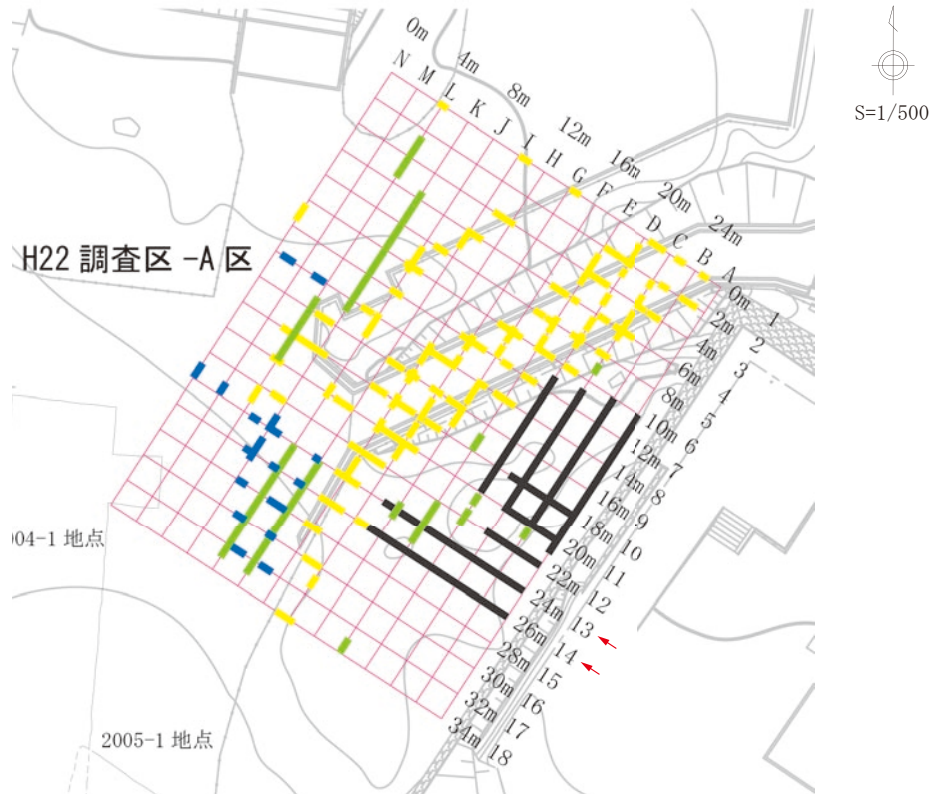 0m
4m
8m
12m
16m
20m
24m
N M L K J I H G F E D C B A
S=1/500
H22 調査区 -A 区
0m 1
2m 2
4m 3
6m 4
8m 5
10m 6
12m 7
14m 8
16m 9
18m 10
20m 11
22m 12
24m 13
26m 14
28m 15
30m 16
32m 17
34m 18
04-1 地点
2005-1 地点